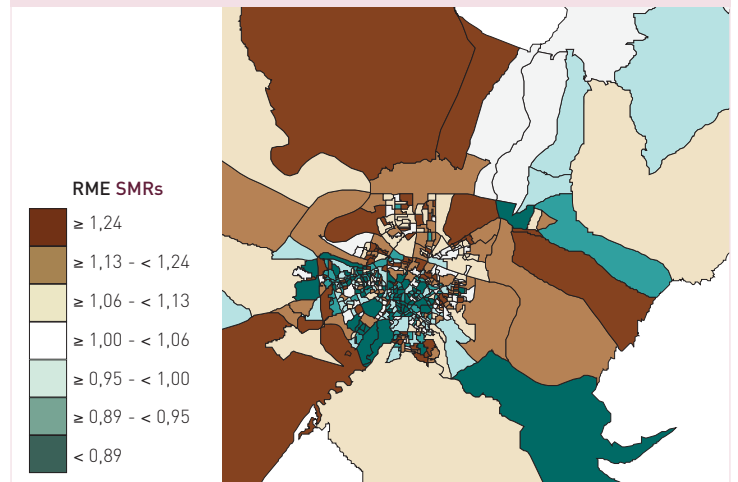 RME SMRs
≥ 1,24
≥ 1,13 - < 1,24
≥ 1,06 - < 1,13
≥ 1,00 - < 1,06
≥ 0,95 - < 1,00
≥ 0,89 - < 0,95
< 0,89